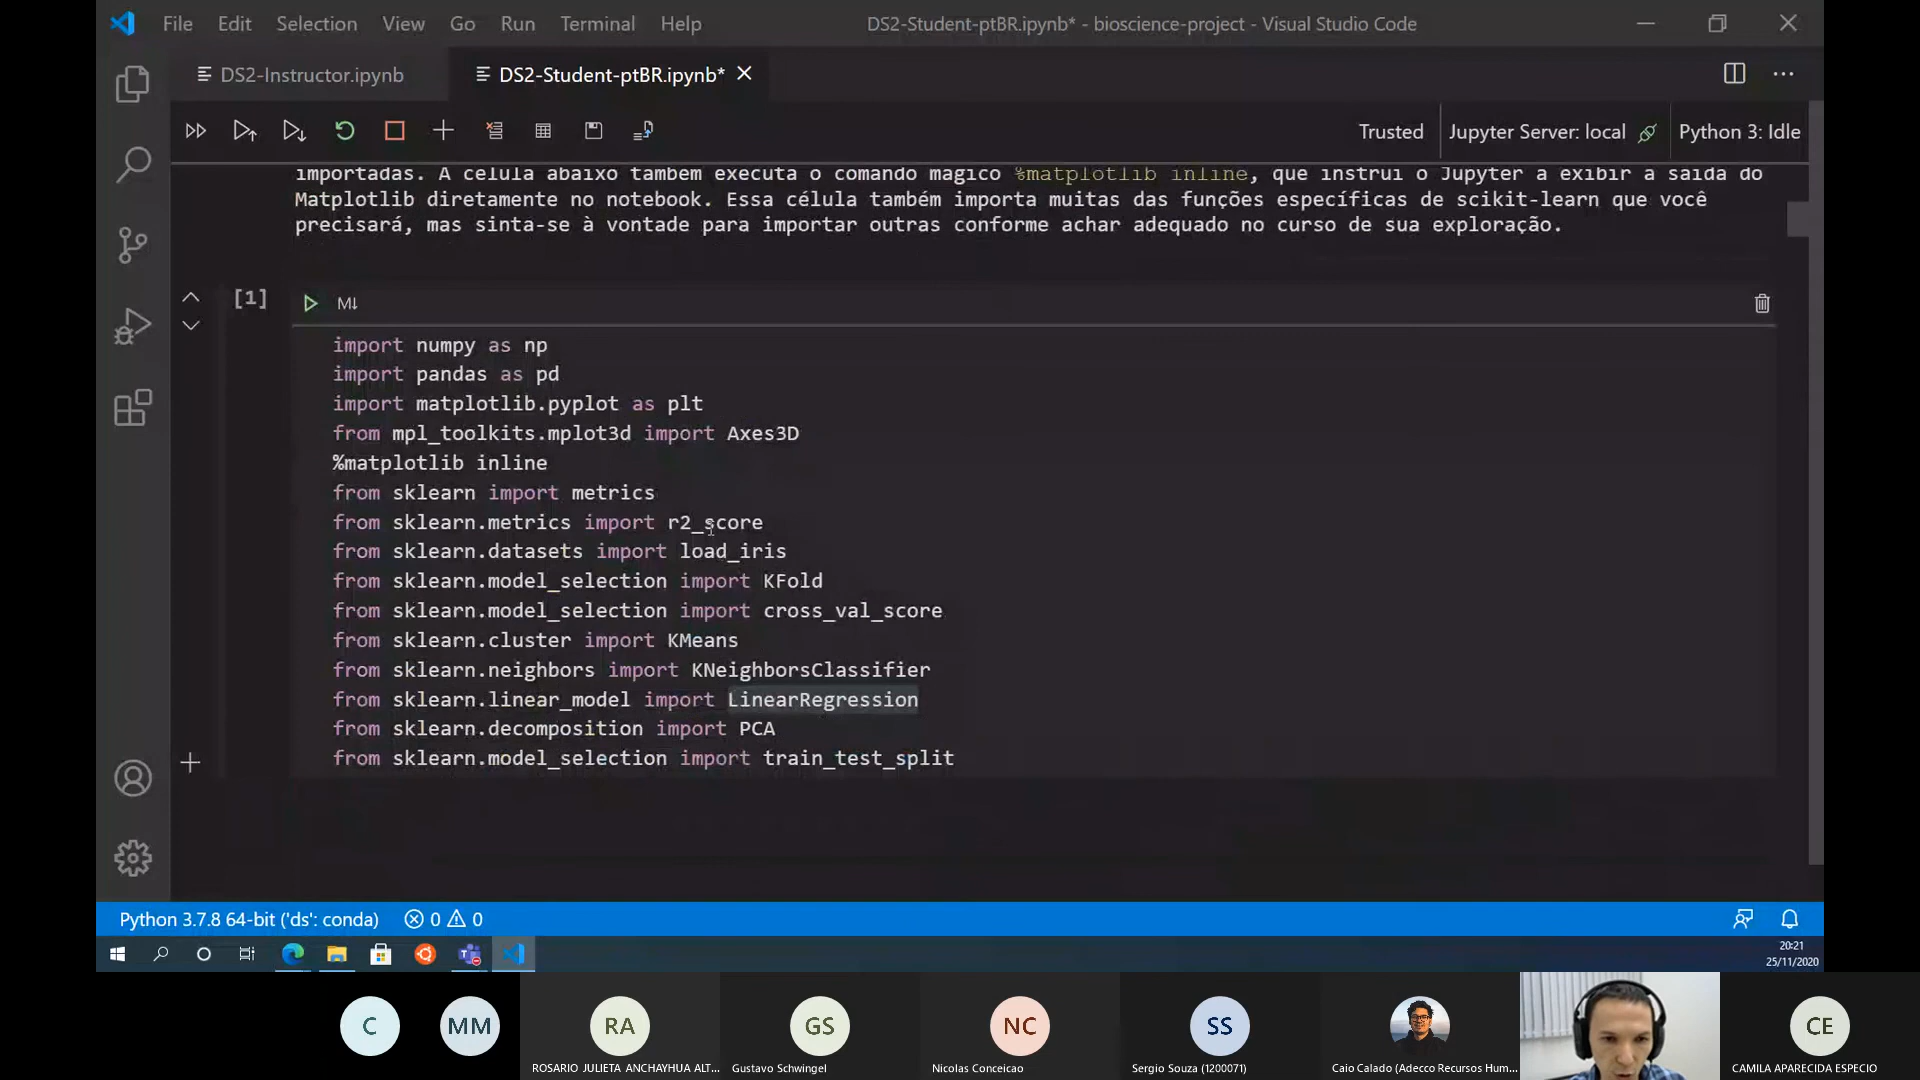 File Edit Selection View Go Run Terminal Help
DS2-Student-ptBR.ipynb* - bioscience-project - Visual Studio Code
DS2-Instructor.ipynb
DS2-Student-ptBR.ipynb*
Trusted
Jupyter Server: local
Python 3: Idle
importadas. A celula abaixo tambem executa o comando magico %matplotlib inline, que instrui o Jupyter a exibir a saida do
Matplotlib diretamente no notebook. Essa célula também importa muitas das funções específicas de scikit-learn que você
precisará, mas sinta-se à vontade para importar outras conforme achar adequado no curso de sua exploração.
[1]
M↓
import numpy as np
import pandas as pd
import matplotlib.pyplot as plt
from mpl_toolkits.mplot3d import Axes3D
%matplotlib inline
from sklearn import metrics
from sklearn.metrics import r2_score
from sklearn.datasets import load_iris
from sklearn.model_selection import KFold
from sklearn.model_selection import cross_val_score
from sklearn.cluster import KMeans
from sklearn.neighbors import KNeighborsClassifier
from sklearn.linear_model import LinearRegression
from sklearn.decomposition import PCA
from sklearn.model_selection import train_test_split
Python 3.7.8 64-bit ('ds': conda)
0 0
20:21
25/11/2020
C
MM
RA
GS
NC
SS
CE
ROSARIO JULIETA ANCHAYHUA ALT...
Gustavo Schwingel
Nicolas Conceicao
Sergio Souza (1200071)
Caio Calado (Adecco Recursos Hum...
CAMILA APARECIDA ESPECIO